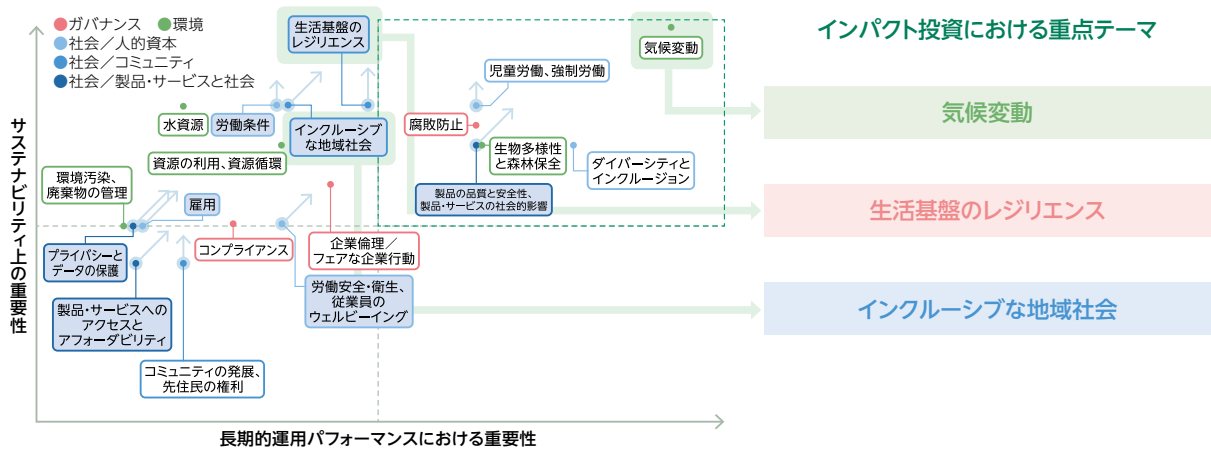 ガバナンス
環境
社会／人的資本
社会／コミュニティ
社会／製品・サービスと社会
生活基盤の
レジリエンス
気候変動
児童労働、強制労働
水資源
労働条件
インクルーシブ
な地域社会
腐敗防止
生物多様性
と森林保全
資源の利用、資源循環
ダイバーシティと
インクルージョン
環境汚染、
廃棄物の管理
雇用
製品の品質と安全性、
製品・サービスの社会的影響
コンプライアンス
企業倫理／
フェアな企業行動
プライバシーと
データの保護
労働安全・衛生、
従業員の
ウェルビーイング
製品・サービスへの
アクセスと
アフォーダビリティ
コミュニティの発展、
先住民の権利
サステナビリティ上の重要性
長期的運用パフォーマンスにおける重要性
インパクト投資における重点テーマ
気候変動
生活基盤のレジリエンス
インクルーシブな地域社会